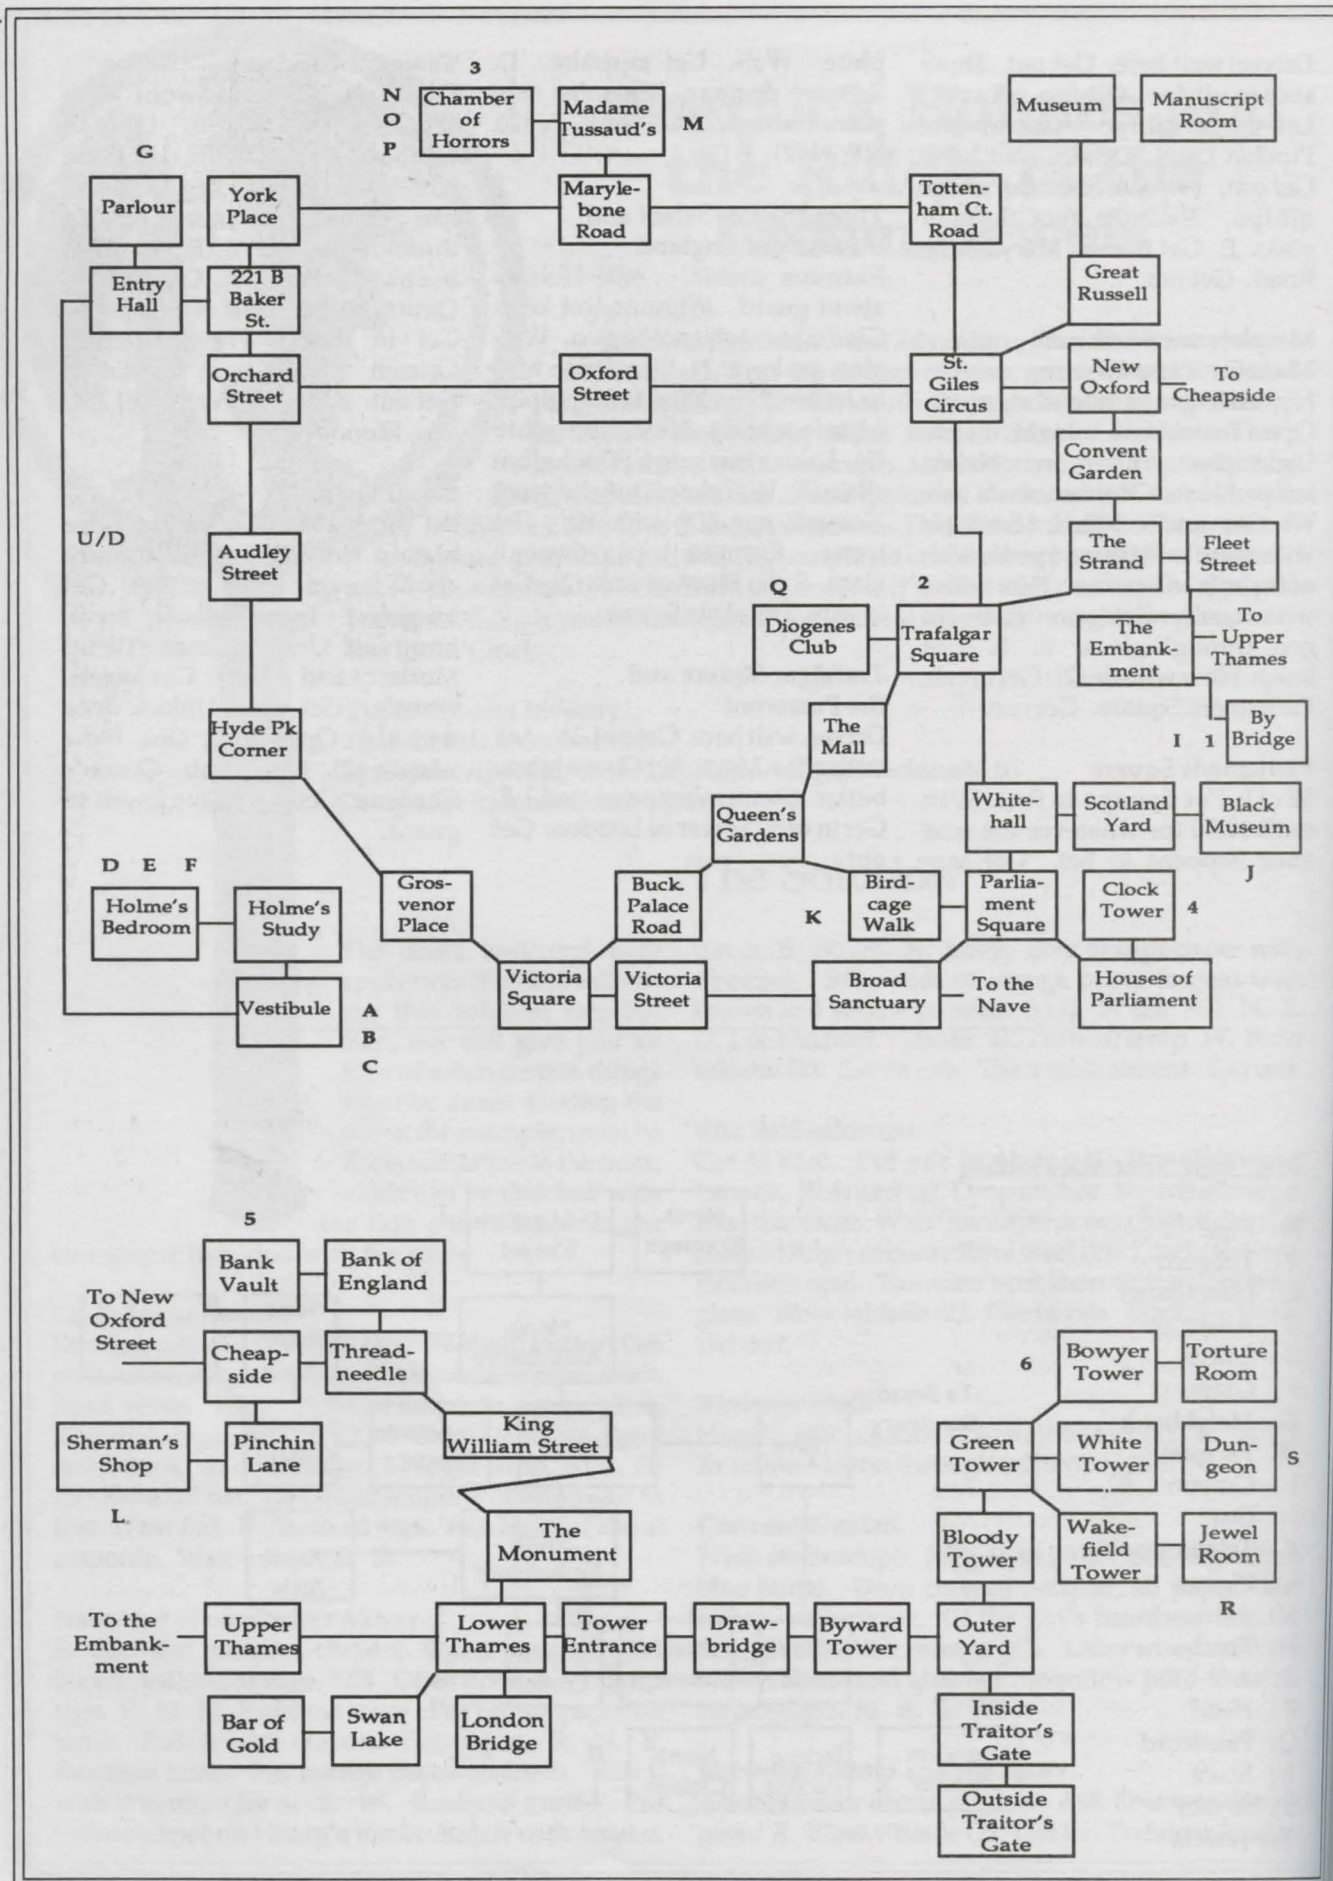 3
N
O
P
Chamber
of
Horrors
Madame
Tussaud's
M
Museum
Manuscript
Room
G
Parlour
York
Place
Maryle-
bone
Road
Totten-
ham Ct.
Road
Entry
Hall
221 B
Baker
St.
Great
Russell
Orchard
Street
Oxford
Street
St.
Giles
Circus
New
Oxford
To
Cheapside
Convent
Garden
U/D
Audley
Street
The
Strand
Fleet
Street
Q
2
Diogenes
Club
Trafalgar
Square
The
Embank-
ment
To
Upper
Thames
Hyde Pk
Corner
The
Mall
I
1
By
Bridge
Queen's
Gardens
White-
hall
Scotland
Yard
Black
Museum
J
D E F
Holme's
Bedroom
Holme's
Study
Gros-
venor
Place
Buck.
Palace
Road
K
Bird-
cage
Walk
Parlia-
ment
Square
Clock
Tower
4
Vestibule
A
B
C
Victoria
Square
Victoria
Street
Broad
Sanctuary
To the
Nave
Houses of
Parliament
5
Bank
Vault
Bank of
England
To New
Oxford
Street
Cheap-
side
Thread-
needle
6
Bowyer
Tower
Torture
Room
Sherman's
Shop
Pinchin
Lane
King
William Street
Green
Tower
White
Tower
Dun-
geon
S
L
The
Monument
Bloody
Tower
Wake-
field
Tower
Jewel
Room
R
To the
Embank-
ment
Upper
Thames
Lower
Thames
Tower
Entrance
Draw-
bridge
Byward
Tower
Outer
Yard
Bar of
Gold
Swan
Lake
London
Bridge
Inside
Traitor's
Gate
Outside
Traitor's
Gate